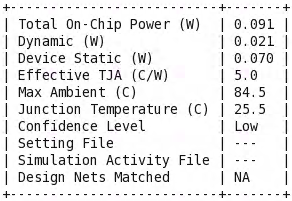 +--------------------------+-------+
| Total On-Chip Power (W)  | 0.091 |
| Dynamic (W)              | 0.021 |
| Device Static (W)        | 0.070 |
| Effective TJA (C/W)      | 5.0   |
| Max Ambient (C)          | 84.5  |
| Junction Temperature (C) | 25.5  |
| Confidence Level         | Low   |
| Setting File             | ---   |
| Simulation Activity File | ---   |
| Design Nets Matched      | NA    |
+--------------------------+-------+